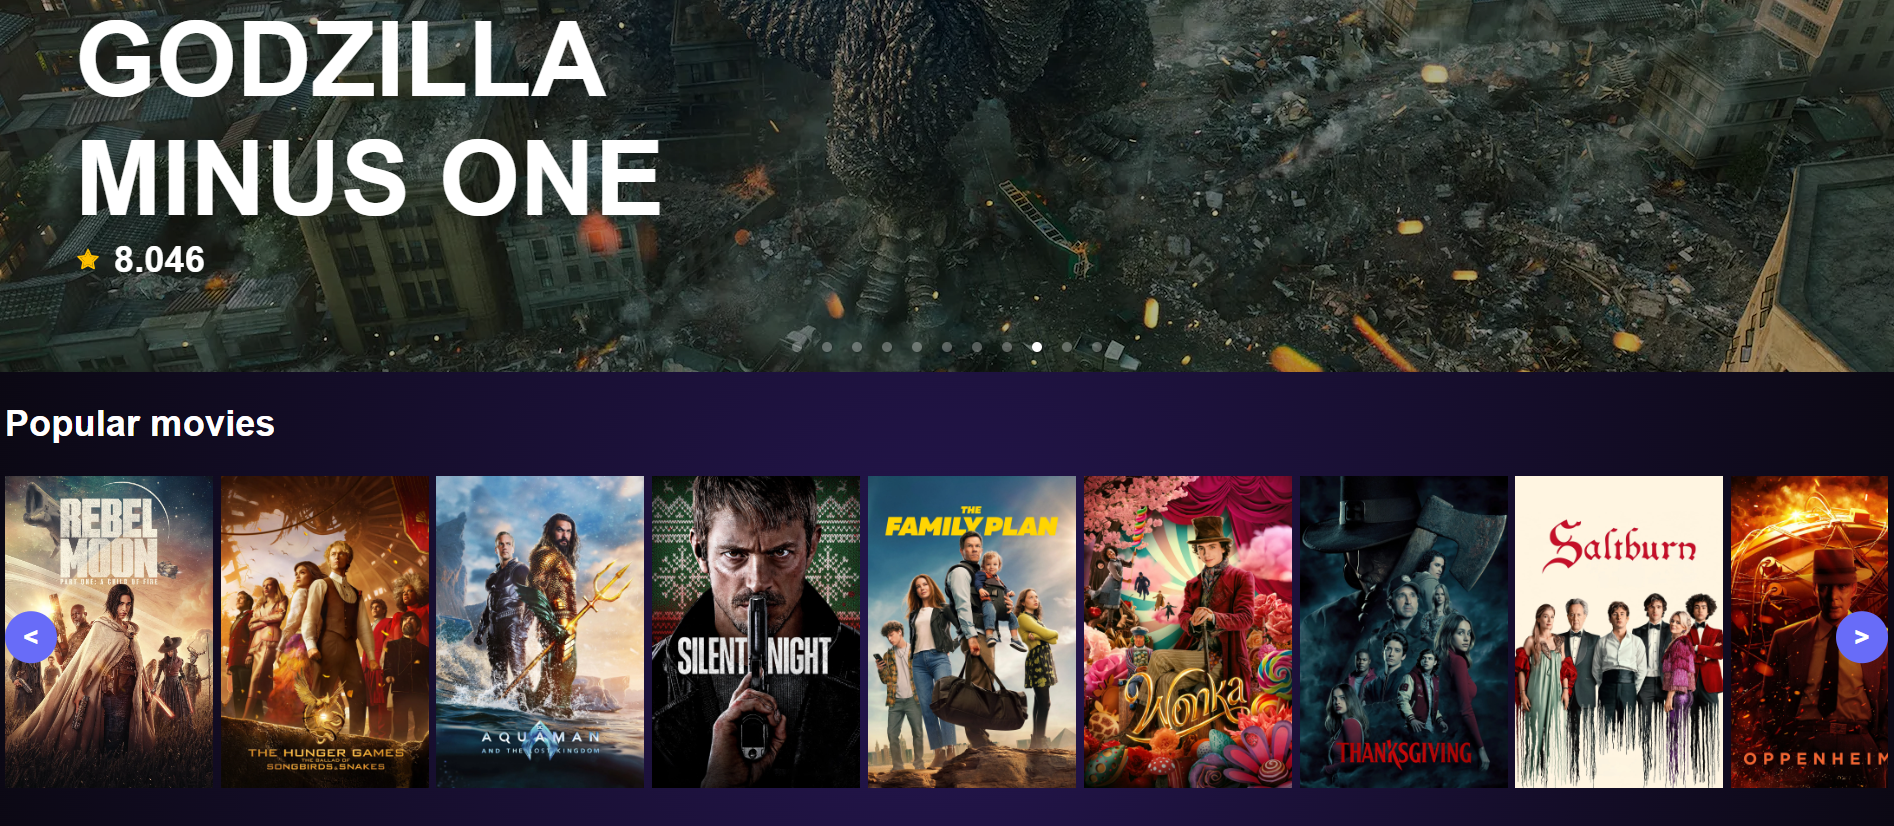 GODZILLA
MINUS ONE
8.046
Popular movies
<
REBEL
MOON
PART ONE: A CHILD OF FIRE
THE HUNGER GAMES
THE BALLAD OF
SONGBIRDS & SNAKES
AQUAMAN
AND THE LOST KINGDOM
SILENT NIGHT
THE
FAMILY PLAN
Wonka
THANKSGIVING
Saltburn
OPPENHEIM
>